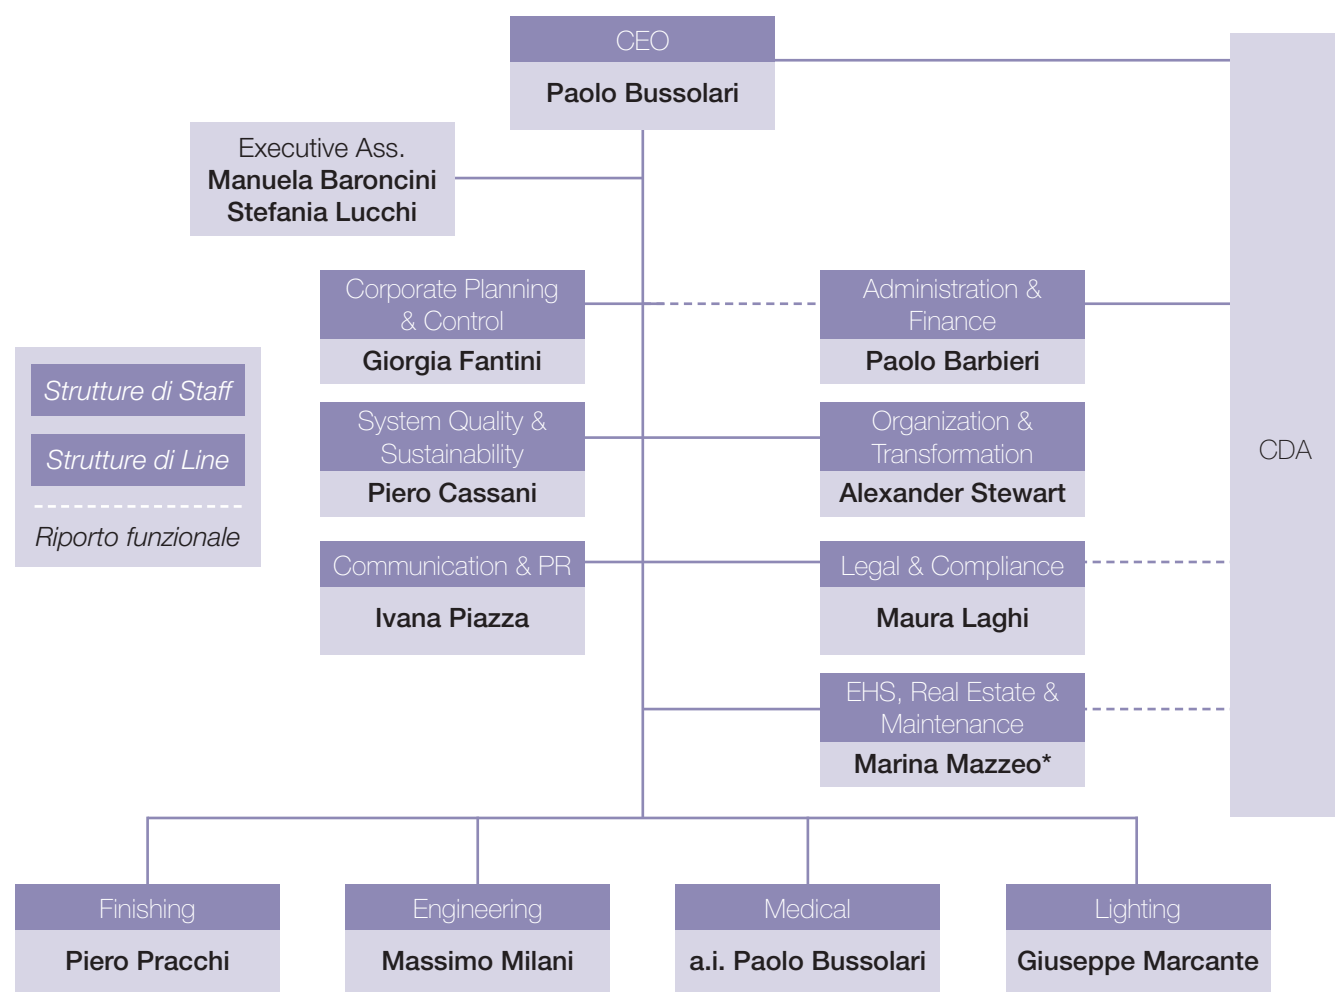 CEO
Paolo Bussolari
Executive Ass.
Manuela Baroncini
Stefania Lucchi
Corporate Planning
& Control
Giorgia Fantini
Administration &
Finance
Paolo Barbieri
Strutture di Staff
Strutture di Line
Riporto funzionale
System Quality &
Sustainability
Piero Cassani
Organization &
Transformation
Alexander Stewart
CDA
Communication & PR
Ivana Piazza
Legal & Compliance
Maura Laghi
EHS, Real Estate &
Maintenance
Marina Mazzeo*
Finishing
Piero Pracchi
Engineering
Massimo Milani
Medical
a.i. Paolo Bussolari
Lighting
Giuseppe Marcante